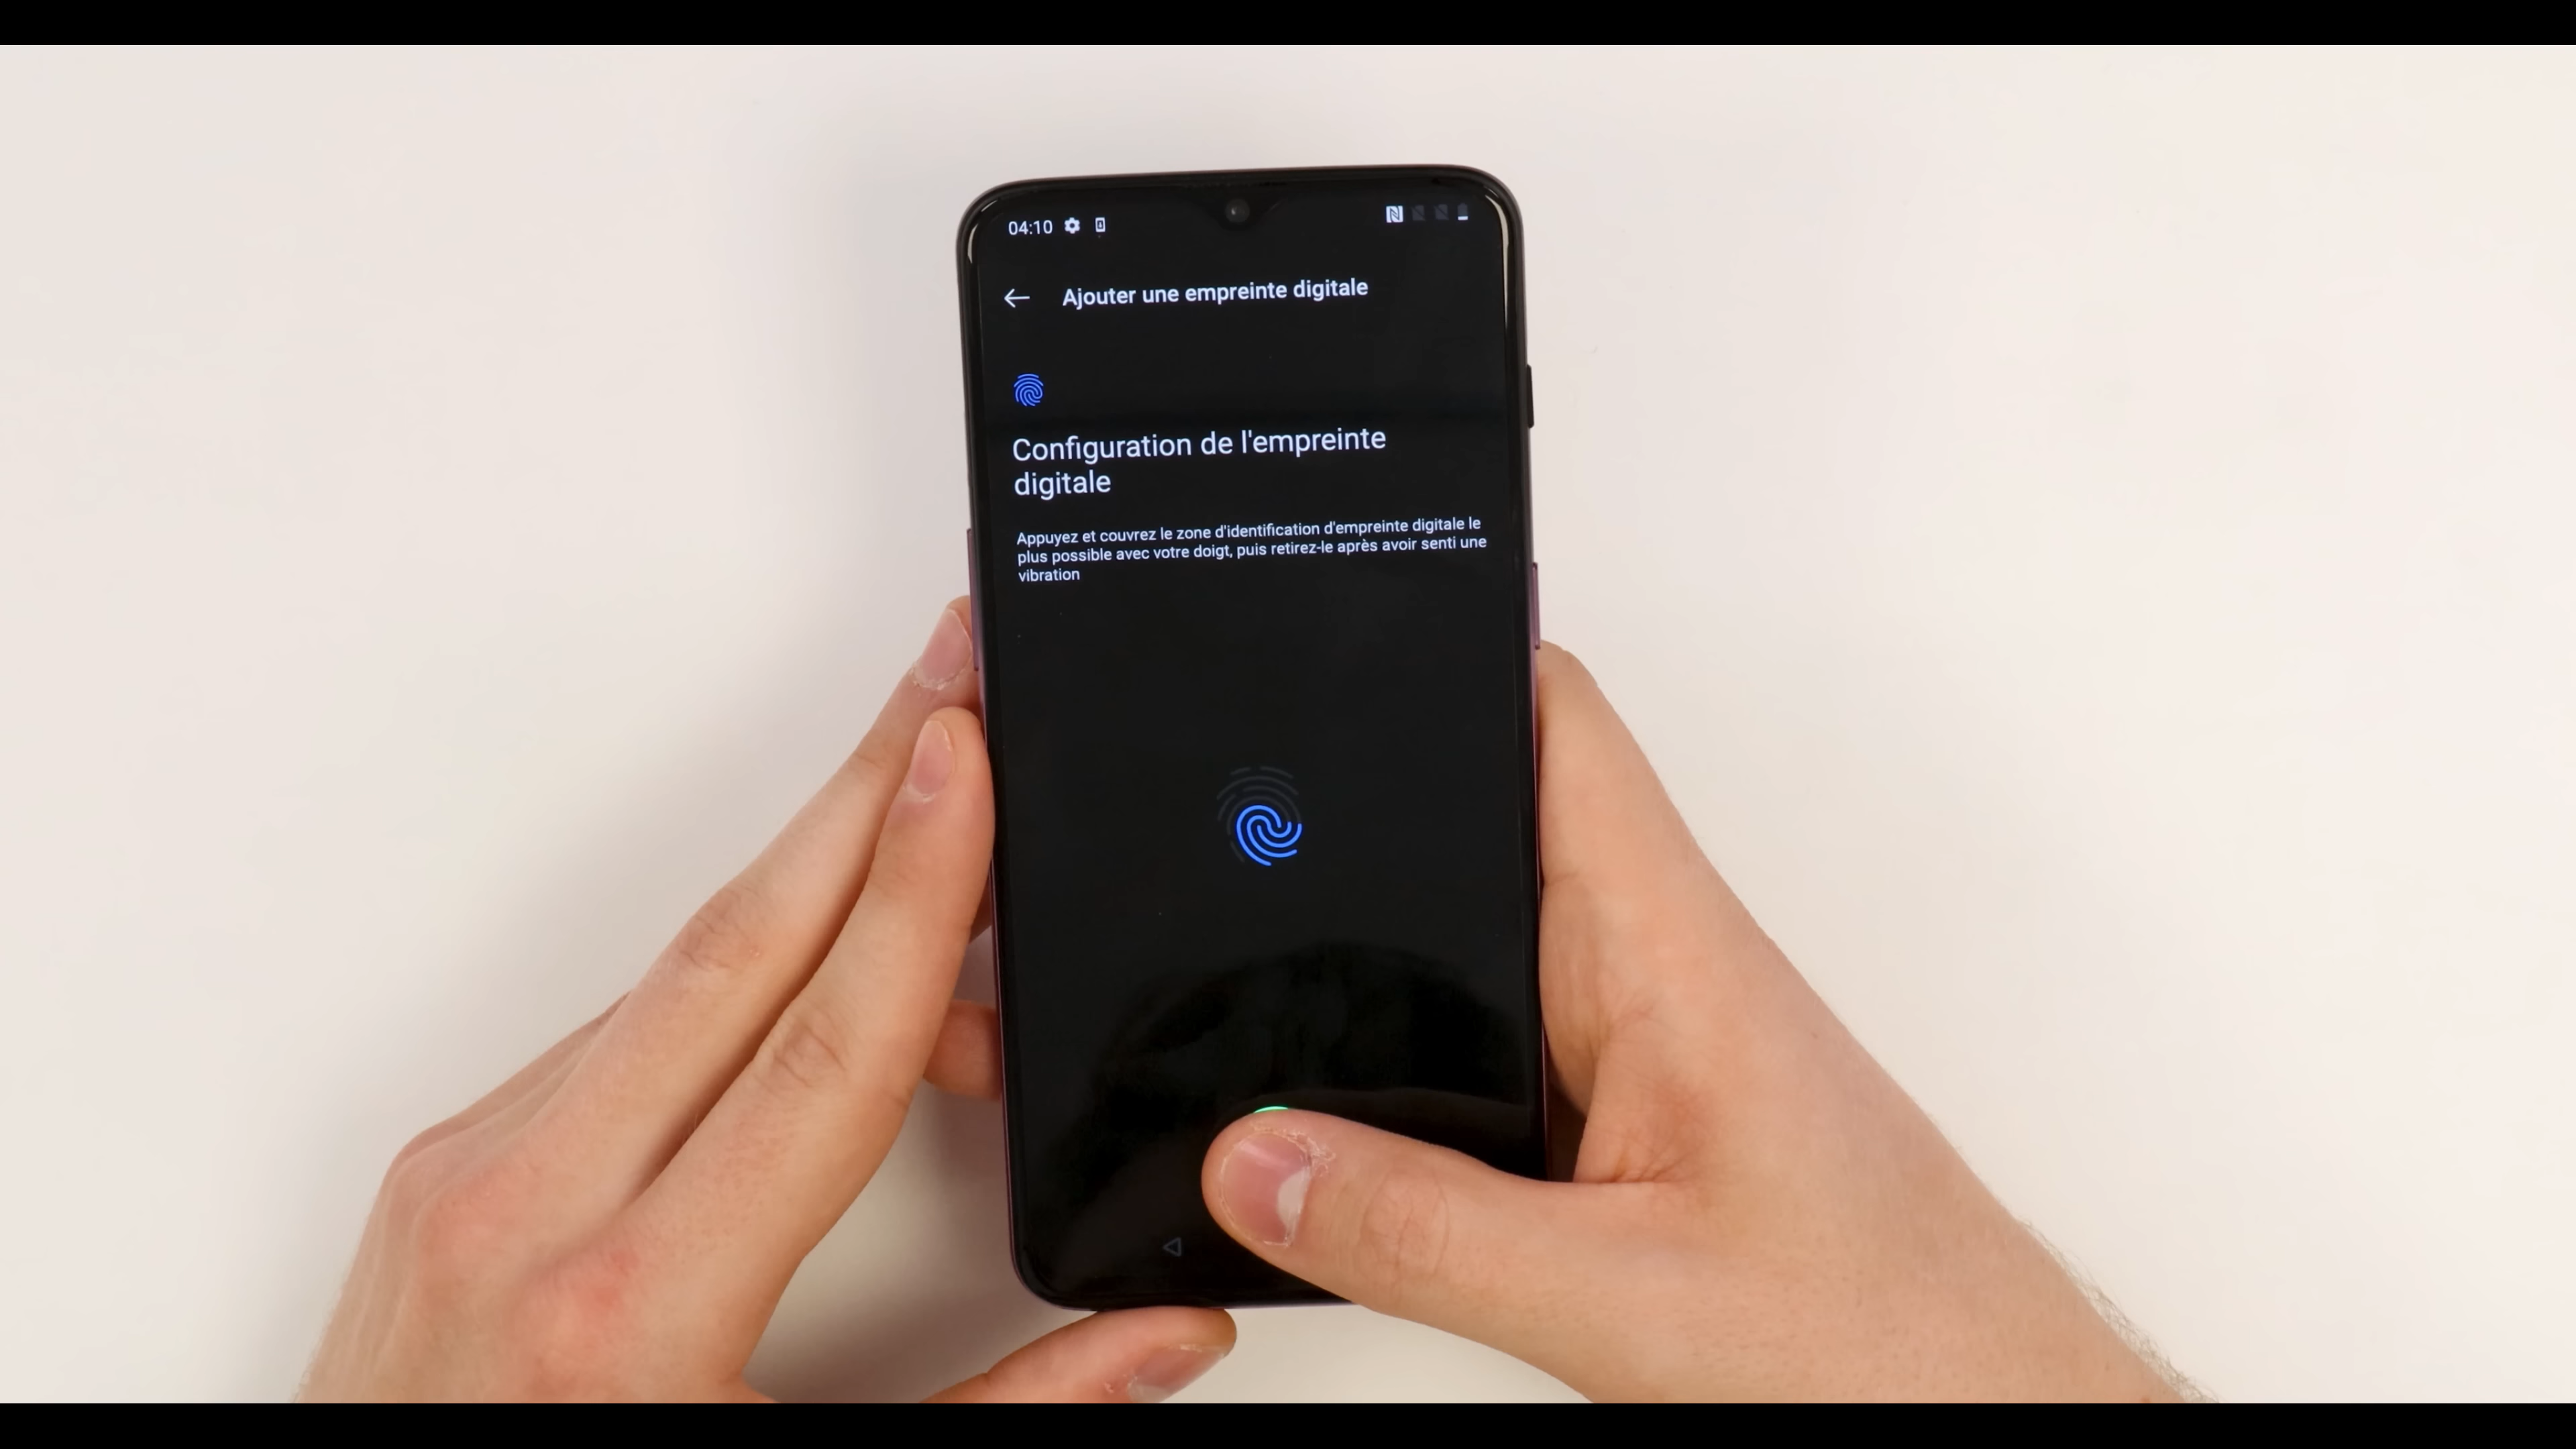 04:10
Ajouter une empreinte digitale
Configuration de l'empreinte
digitale
Appuyez et couvrez le zone d'identification d'empreinte digitale le
plus possible avec votre doigt, puis retirez-le après avoir senti une
vibration